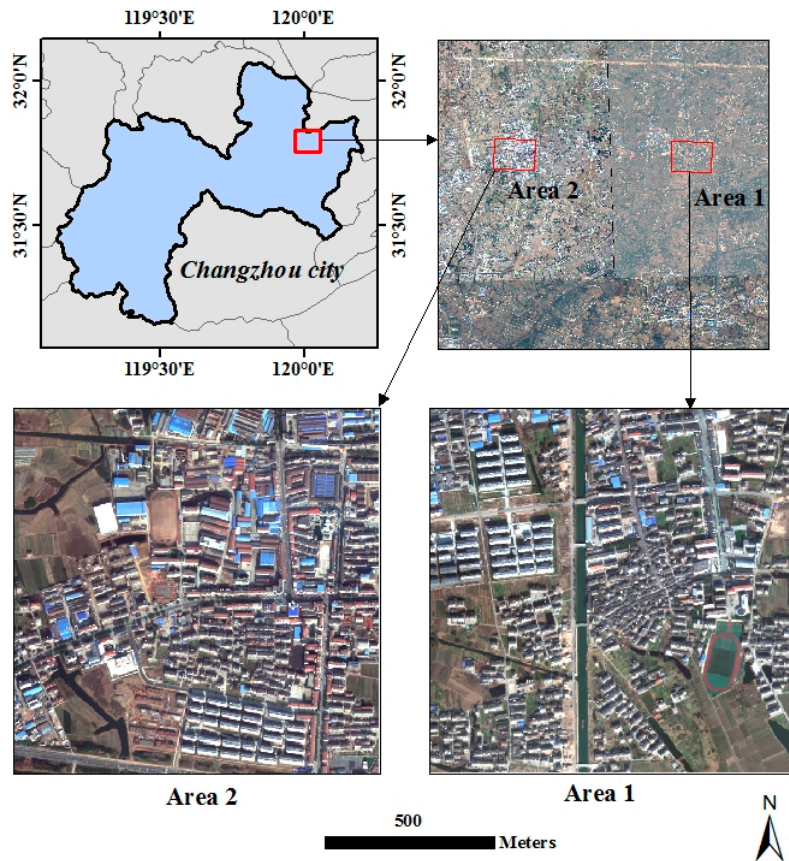 119°30'E
120°0'E
32°0'N
31°30'N
32°0'N
31°30'N
Changzhou city
119°30'E
120°0'E
Area 2
Area 1
Area 2
Area 1
500
Meters
N